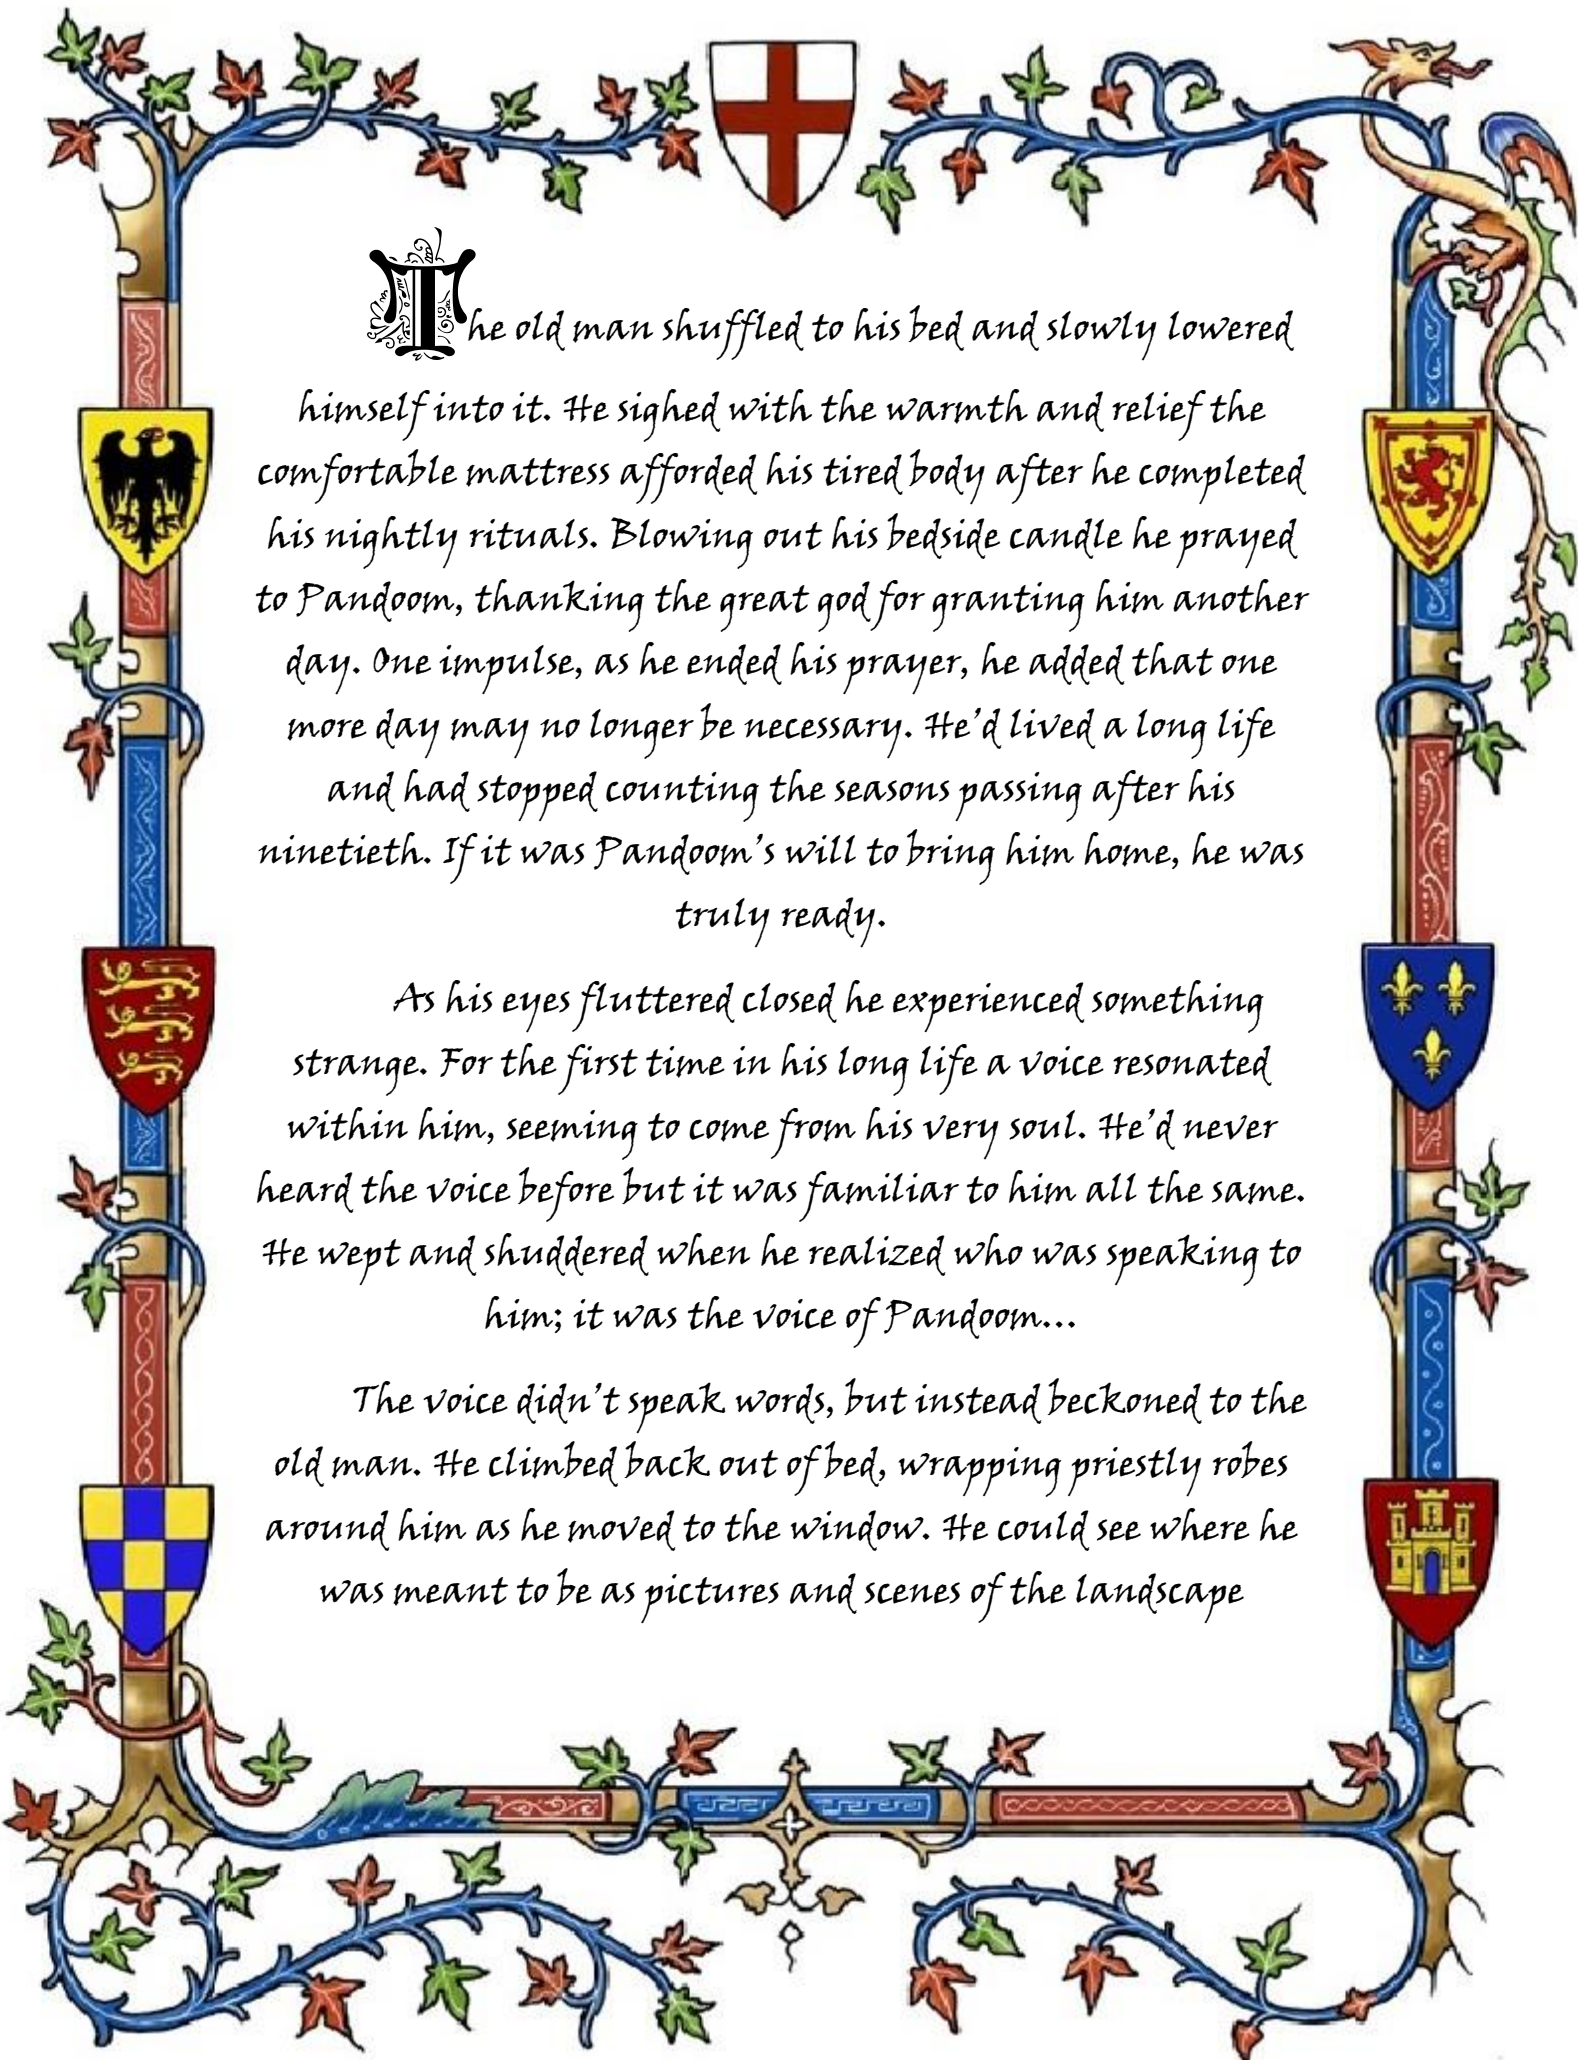 The old man shuffled to his bed and slowly lowered
himself into it. He sighed with the warmth and relief the
comfortable mattress afforded his tired body after he completed
his nightly rituals. Blowing out his bedside candle he prayed
to Pandoom, thanking the great god for granting him another
day. One impulse, as he ended his prayer, he added that one
more day may no longer be necessary. He’d lived a long life
and had stopped counting the seasons passing after his
ninetieth. If it was Pandoom’s will to bring him home, he was
truly ready.
As his eyes fluttered closed he experienced something
strange. For the first time in his long life a voice resonated
within him, seeming to come from his very soul. He’d never
heard the voice before but it was familiar to him all the same.
He wept and shuddered when he realized who was speaking to
him; it was the voice of Pandoom…
The voice didn’t speak words, but instead beckoned to the
old man. He climbed back out of bed, wrapping priestly robes
around him as he moved to the window. He could see where he
was meant to be as pictures and scenes of the landscape